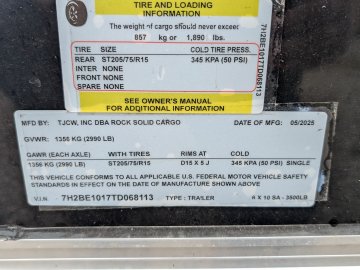 TIRE AND LOADING
INFORMATION
The weight of cargo should never exceed
857 kg or 1,890 lbs.
TIRE SIZE COLD TIRE PRESS.
REAR ST205/75/R15 345 KPA (50 PSI)
INTER NONE
FRONT NONE
SPARE NONE
SEE OWNER'S MANUAL
FOR ADDITIONAL INFORMATION
7H2BE1017TD068113
MFD BY: TJCW, INC DBA ROCK SOLID CARGO DATE OF MFG: 05/2025
GVWR: 1356 KG (2990 LB)
GAWR (EACH AXLE) WITH TIRES RIMS AT COLD
1356 KG (2990 LB) ST205/75/R15 D15 X 5 J 345 KPA (50 PSI) SINGLE
THIS VEHICLE CONFORMS TO ALL APPLICABLE U.S. FEDERAL MOTOR VEHICLE SAFETY
STANDARDS IN EFFECT ON THE DATE OF MANUFACTURE SHOWN ABOVE
V.I.N 7H2BE1017TD068113 TYPE: TRAILER 6 X 10 SA - 3500LB